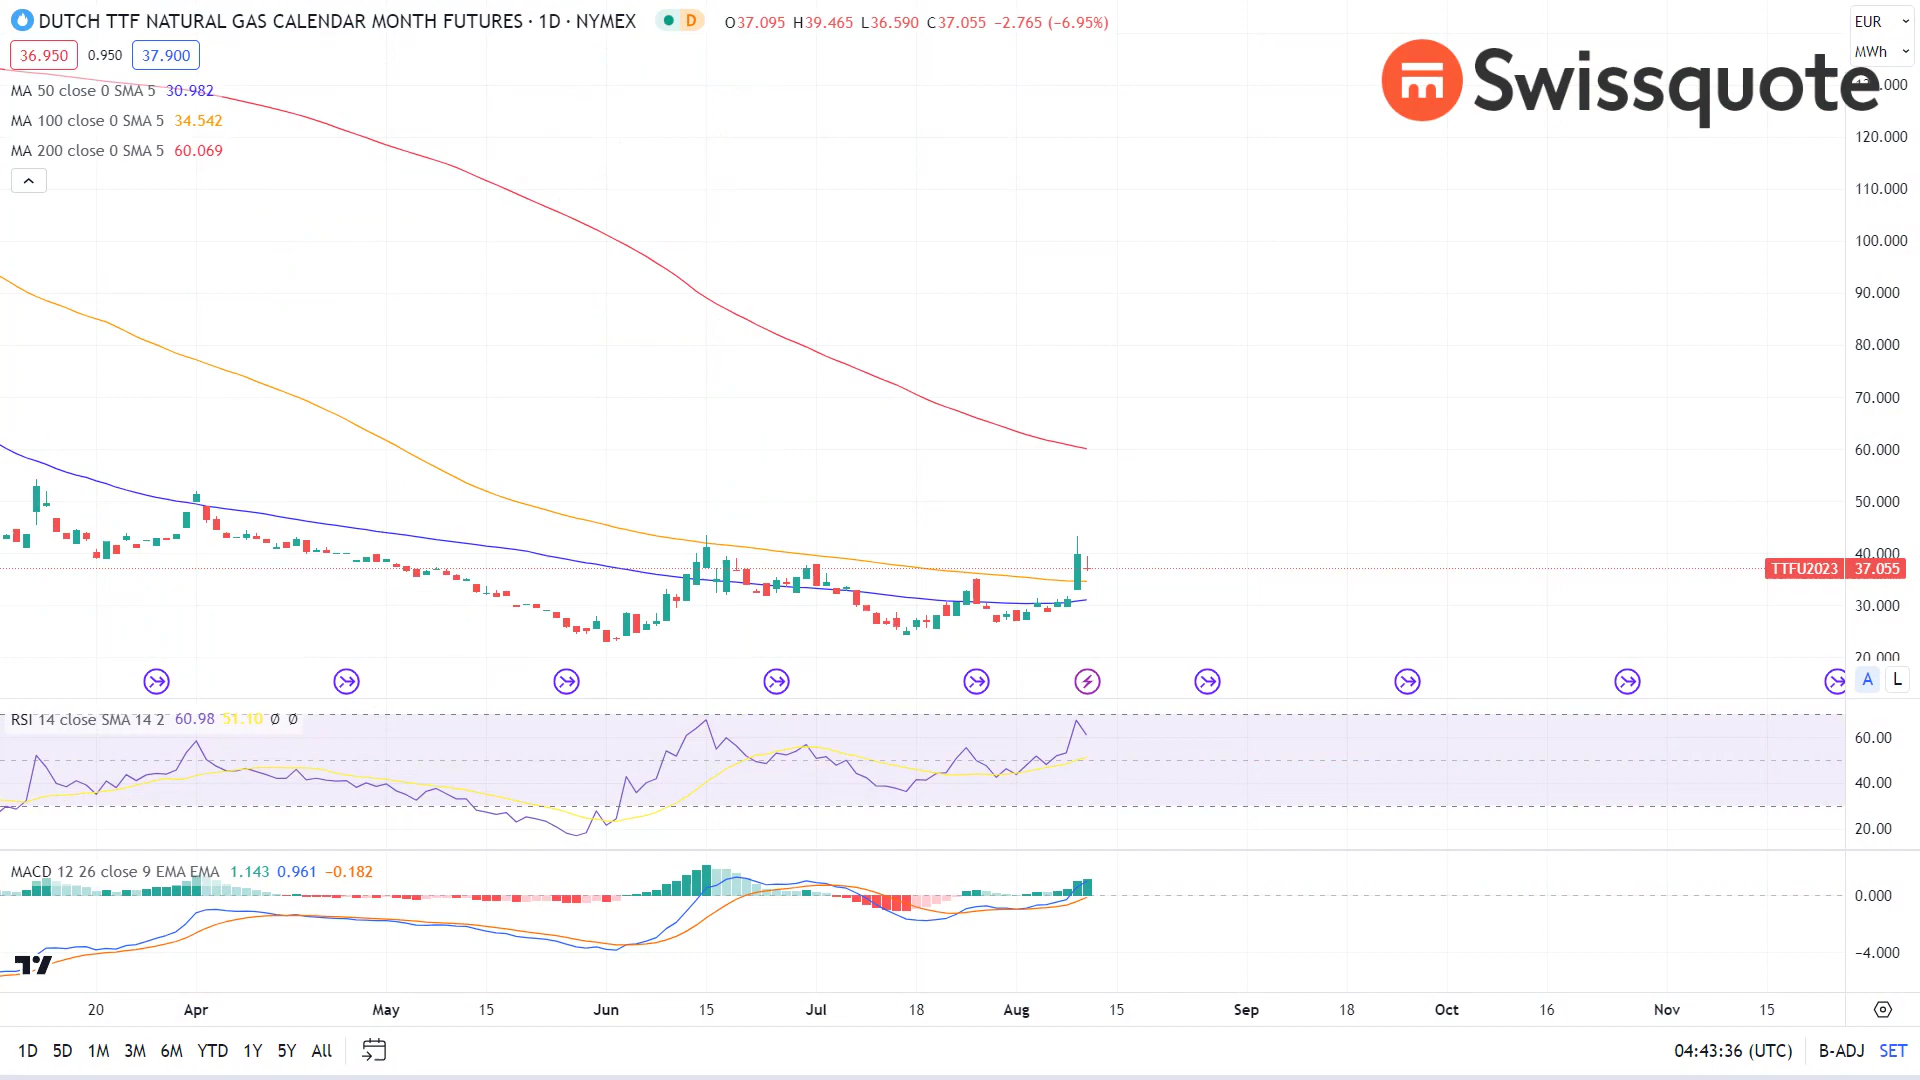 DUTCH TTF NATURAL GAS CALENDAR MONTH FUTURES · 1D · NYMEX D O37.095 H39.465 L36.590 C37.055 −2.765 (−6.95%)
EUR
MWh
36.950 0.950 37.900
Swissquote
MA 50 close 0 SMA 5 30.982
MA 100 close 0 SMA 5 34.542
MA 200 close 0 SMA 5 60.069
120.000
110.000
100.000
90.000
80.000
70.000
60.000
50.000
40.000
TTFU2023 37.055
30.000
20.000
A L
RSI 14 close SMA 14 2 60.98 51.10 Ø Ø
60.00
40.00
20.00
MACD 12 26 close 9 EMA EMA 1.143 0.961 −0.182
0.000
−4.000
20 Apr May 15 Jun 15 Jul 18 Aug 15 Sep 18 Oct 16 Nov 15
1D 5D 1M 3M 6M YTD 1Y 5Y All
04:43:36 (UTC) B-ADJ SET